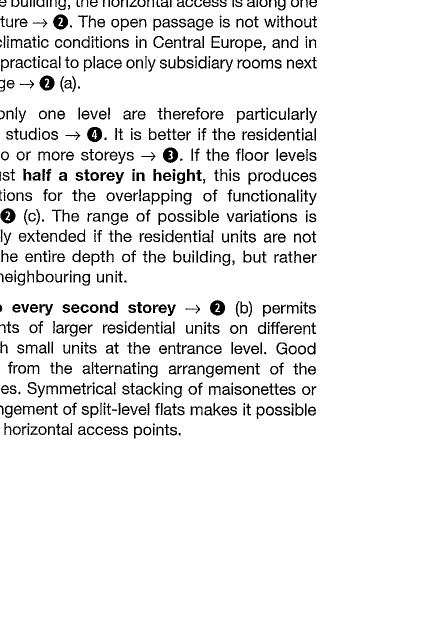 e building, the horizontal access is along one
ture → ❷. The open passage is not without
climatic conditions in Central Europe, and in
practical to place only subsidiary rooms next
ge → ❷ (a).
only one level are therefore particularly
studios → ❹. It is better if the residential
o or more storeys → ❸. If the floor levels
st half a storey in height, this produces
tions for the overlapping of functionality
❷ (c). The range of possible variations is
ly extended if the residential units are not
he entire depth of the building, but rather
neighbouring unit.
every second storey → ❷ (b) permits
nts of larger residential units on different
h small units at the entrance level. Good
from the alternating arrangement of the
es. Symmetrical stacking of maisonettes or
ngement of split-level flats makes it possible
horizontal access points.